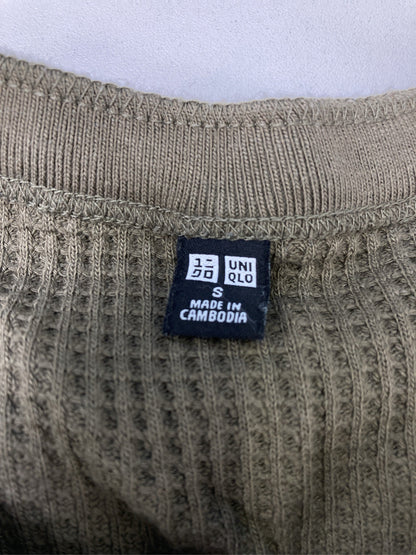 ユニ UNI
クロ QLO
S
MADE IN
CAMBODIA